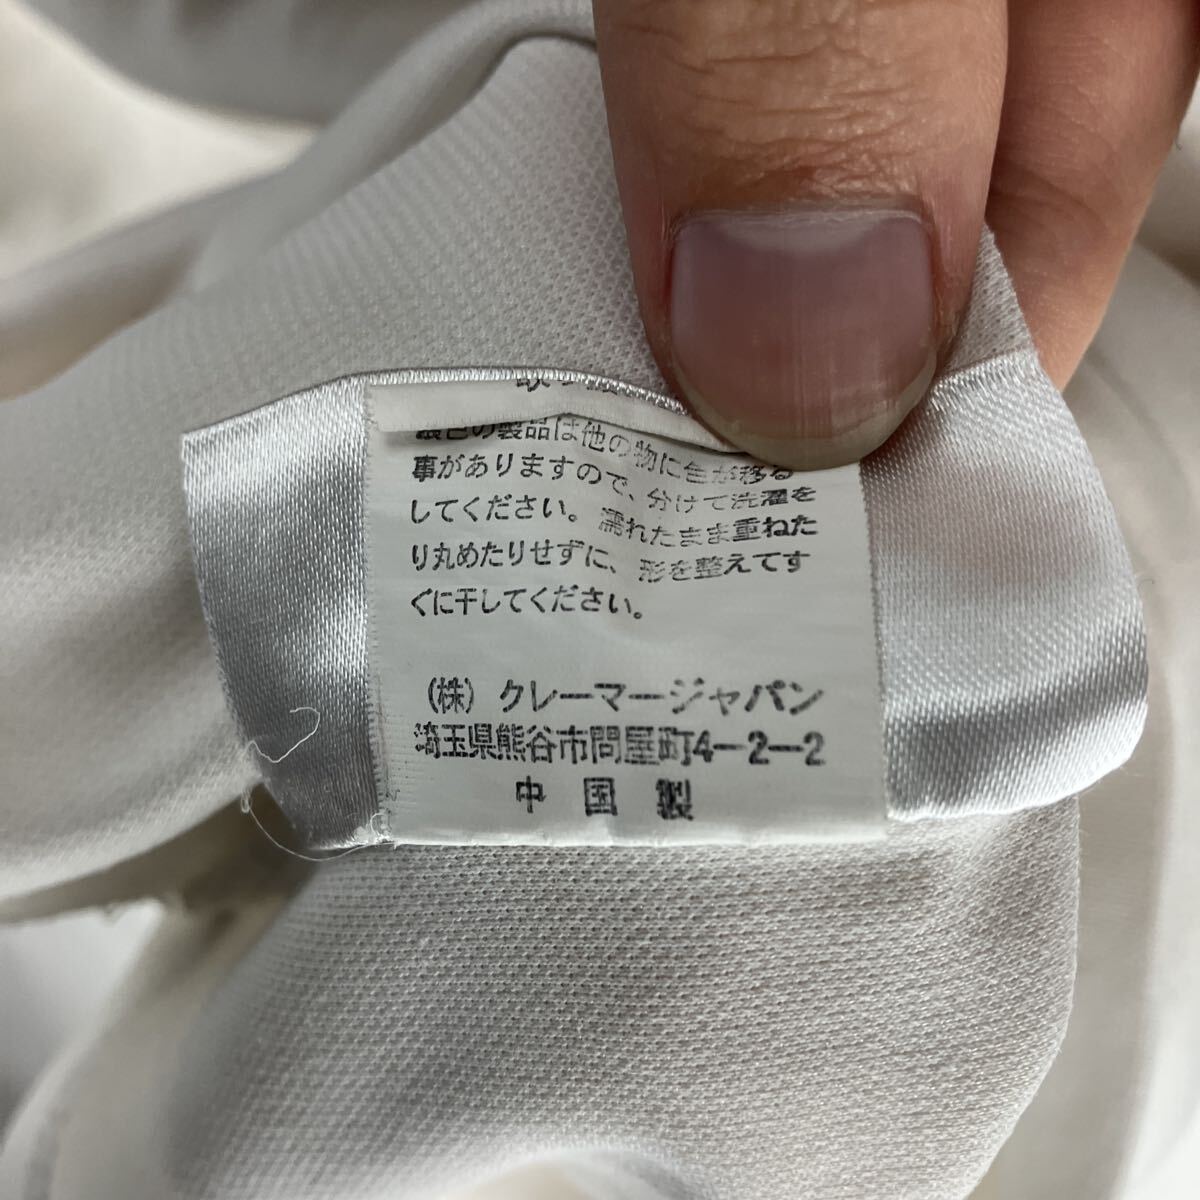 色の製品は他の物に色が移る
事がありますので、分けて洗濯を
してください。濡れたまま重ねた
り丸めたりせずに、形を整えてす
ぐに干してください。
(株) クレーマージャパン
埼玉県熊谷市問屋町4-2-2
中国製